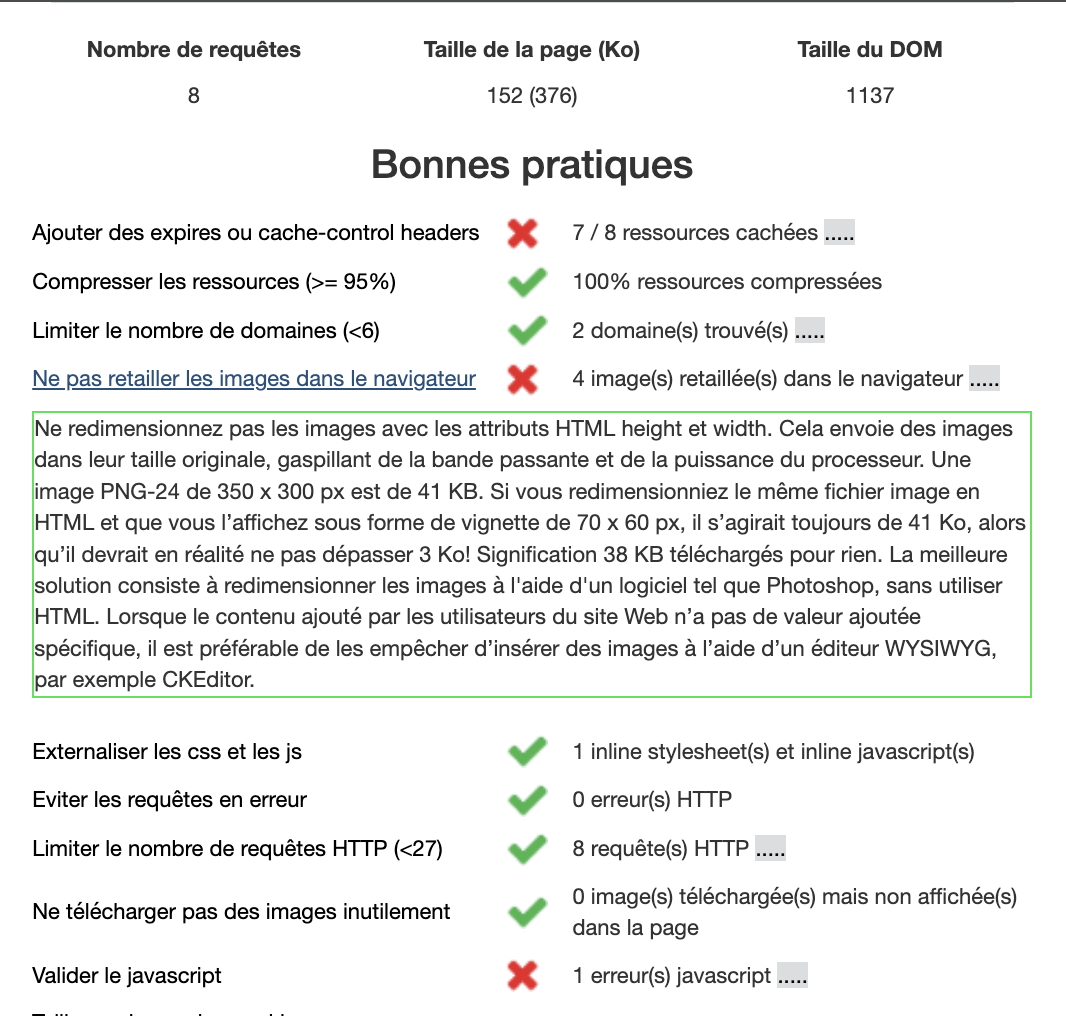 Nombre de requêtes Taille de la page (Ko) Taille du DOM
8 152 (376) 1137
Bonnes pratiques
Ajouter des expires ou cache-control headers 7 / 8 ressources cachées .....
Compresser les ressources (>= 95%) 100% ressources compressées
Limiter le nombre de domaines (<6) 2 domaine(s) trouvé(s) .....
Ne pas retailler les images dans le navigateur 4 image(s) retaillée(s) dans le navigateur .....
Ne redimensionnez pas les images avec les attributs HTML height et width. Cela envoie des images
dans leur taille originale, gaspillant de la bande passante et de la puissance du processeur. Une
image PNG-24 de 350 x 300 px est de 41 KB. Si vous redimensionniez le même fichier image en
HTML et que vous l’affichez sous forme de vignette de 70 x 60 px, il s’agirait toujours de 41 Ko, alors
qu’il devrait en réalité ne pas dépasser 3 Ko! Signification 38 KB téléchargés pour rien. La meilleure
solution consiste à redimensionner les images à l'aide d'un logiciel tel que Photoshop, sans utiliser
HTML. Lorsque le contenu ajouté par les utilisateurs du site Web n’a pas de valeur ajoutée
spécifique, il est préférable de les empêcher d’insérer des images à l’aide d’un éditeur WYSIWYG,
par exemple CKEditor.
Externaliser les css et les js 1 inline stylesheet(s) et inline javascript(s)
Eviter les requêtes en erreur 0 erreur(s) HTTP
Limiter le nombre de requêtes HTTP (<27) 8 requête(s) HTTP .....
Ne télécharger pas des images inutilement 0 image(s) téléchargée(s) mais non affichée(s)
dans la page
Valider le javascript 1 erreur(s) javascript .....